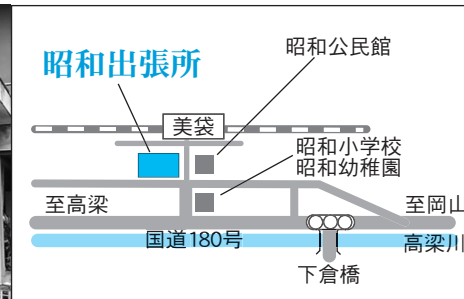 昭和公民館
昭和出張所
美袋
昭和小学校
昭和幼稚園
至高梁
至岡山
国道180号
高梁川
下倉橋